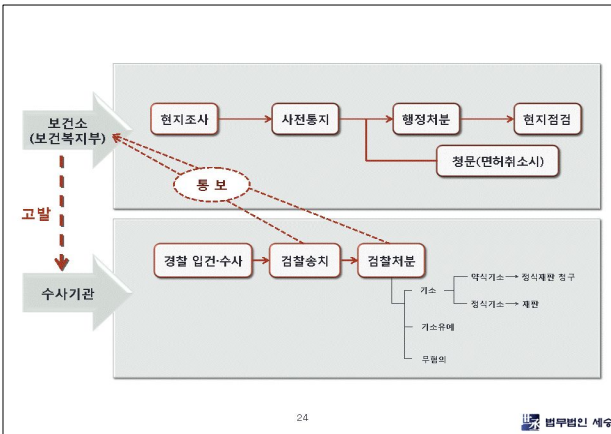 보건소
(보건복지부)
현지조사
사전통지
행정처분
현지점검
청문(면허취소시)
통 보
고발
수사기관
경찰 입건·수사
검찰송치
검찰처분
기소
약식기소
정식재판 청구
정식기소
재판
기소유예
무혐의
24
법무법인 세승